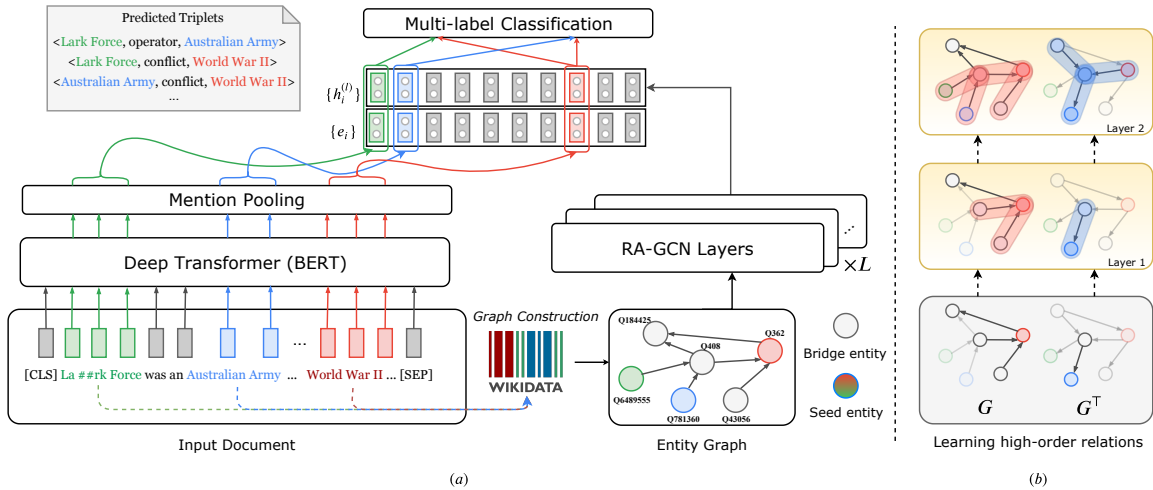 Predicted Triplets
<Lark Force, operator, Australian Army>
<Lark Force, conflict, World War II>
<Australian Army, conflict, World War II>
...
Multi-label Classification
{h_i^(l)}
{e_i}
Mention Pooling
Deep Transformer (BERT)
RA-GCN Layers
...
×L
...
[CLS] La ##rk Force was an Australian Army ... World War II ... [SEP]
Input Document
Graph Construction
WIKIDATA
Q184425
Q362
Q408
Q6489555
Q781360
Q43056
Entity Graph
Bridge entity
Seed entity
(a)
Layer 2
Layer 1
G
G^⊤
Learning high-order relations
(b)